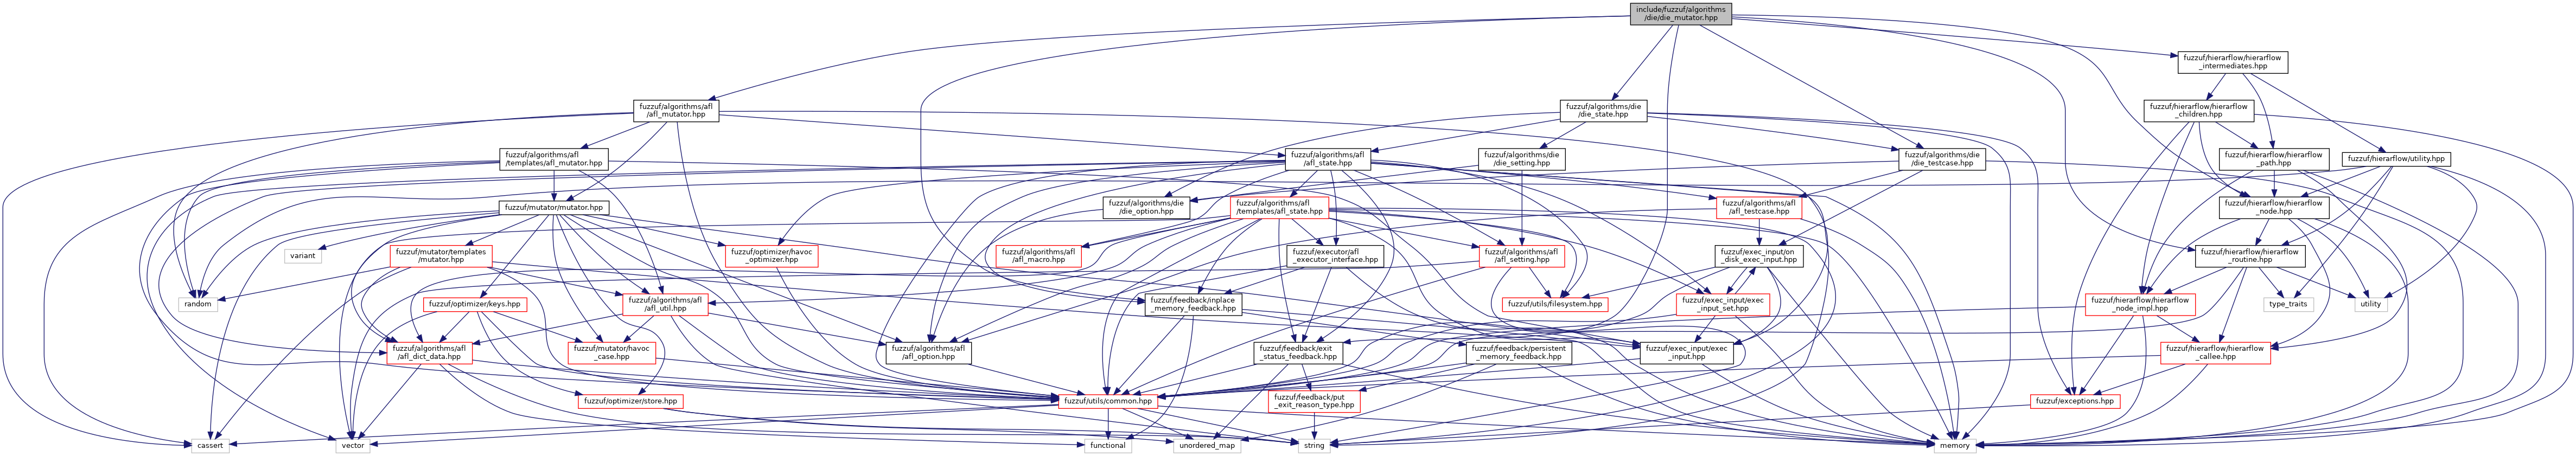 include/fuzzuf/algorithms
/die/die_mutator.hpp
fuzzuf/hierarflow/hierarflow
_intermediates.hpp
fuzzuf/algorithms/afl
/afl_mutator.hpp
fuzzuf/algorithms/die
/die_state.hpp
fuzzuf/hierarflow/hierarflow
_children.hpp
fuzzuf/algorithms/afl
/templates/afl_mutator.hpp
fuzzuf/algorithms/afl
/afl_state.hpp
fuzzuf/algorithms/die
/die_setting.hpp
fuzzuf/algorithms/die
/die_testcase.hpp
fuzzuf/hierarflow/hierarflow
_path.hpp
fuzzuf/hierarflow/utility.hpp
fuzzuf/mutator/mutator.hpp
fuzzuf/algorithms/die
/die_option.hpp
fuzzuf/algorithms/afl
/templates/afl_state.hpp
fuzzuf/algorithms/afl
/afl_testcase.hpp
fuzzuf/hierarflow/hierarflow
_node.hpp
variant
fuzzuf/mutator/templates
/mutator.hpp
fuzzuf/optimizer/havoc
_optimizer.hpp
fuzzuf/algorithms/afl
/afl_macro.hpp
fuzzuf/executor/afl
_executor_interface.hpp
fuzzuf/algorithms/afl
/afl_setting.hpp
fuzzuf/exec_input/on
_disk_exec_input.hpp
fuzzuf/hierarflow/hierarflow
_routine.hpp
random
fuzzuf/optimizer/keys.hpp
fuzzuf/algorithms/afl
/afl_util.hpp
fuzzuf/feedback/inplace
_memory_feedback.hpp
fuzzuf/utils/filesystem.hpp
fuzzuf/exec_input/exec
_input_set.hpp
fuzzuf/hierarflow/hierarflow
_node_impl.hpp
type_traits
utility
fuzzuf/algorithms/afl
/afl_dict_data.hpp
fuzzuf/mutator/havoc
_case.hpp
fuzzuf/algorithms/afl
/afl_option.hpp
fuzzuf/feedback/exit
_status_feedback.hpp
fuzzuf/feedback/persistent
_memory_feedback.hpp
fuzzuf/exec_input/exec
_input.hpp
fuzzuf/hierarflow/hierarflow
_callee.hpp
fuzzuf/optimizer/store.hpp
fuzzuf/utils/common.hpp
fuzzuf/feedback/put
_exit_reason_type.hpp
fuzzuf/exceptions.hpp
cassert
vector
functional
unordered_map
string
memory